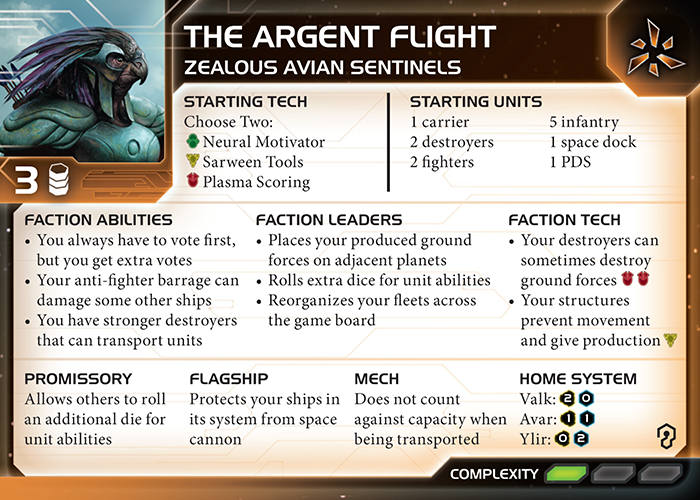 THE ARGENT FLIGHT
ZEALOUS AVIAN SENTINELS
3
STARTING TECH
Choose Two:
Neural Motivator
Sarween Tools
Plasma Scoring
STARTING UNITS
1 carrier
2 destroyers
2 fighters
5 infantry
1 space dock
1 PDS
FACTION ABILITIES
• You always have to vote first,
but you get extra votes
• Your anti-fighter barrage can
damage some other ships
• You have stronger destroyers
that can transport units
FACTION LEADERS
• Places your produced ground
forces on adjacent planets
• Rolls extra dice for unit abilities
• Reorganizes your fleets across
the game board
FACTION TECH
• Your destroyers can
sometimes destroy
ground forces
• Your structures
prevent movement
and give production
PROMISSORY
Allows others to roll
an additional die for
unit abilities
FLAGSHIP
Protects your ships in
its system from space
cannon
MECH
Does not count
against capacity when
being transported
HOME SYSTEM
Valk: 2 0
Avar: 1 1
Ylir: 0 2
COMPLEXITY